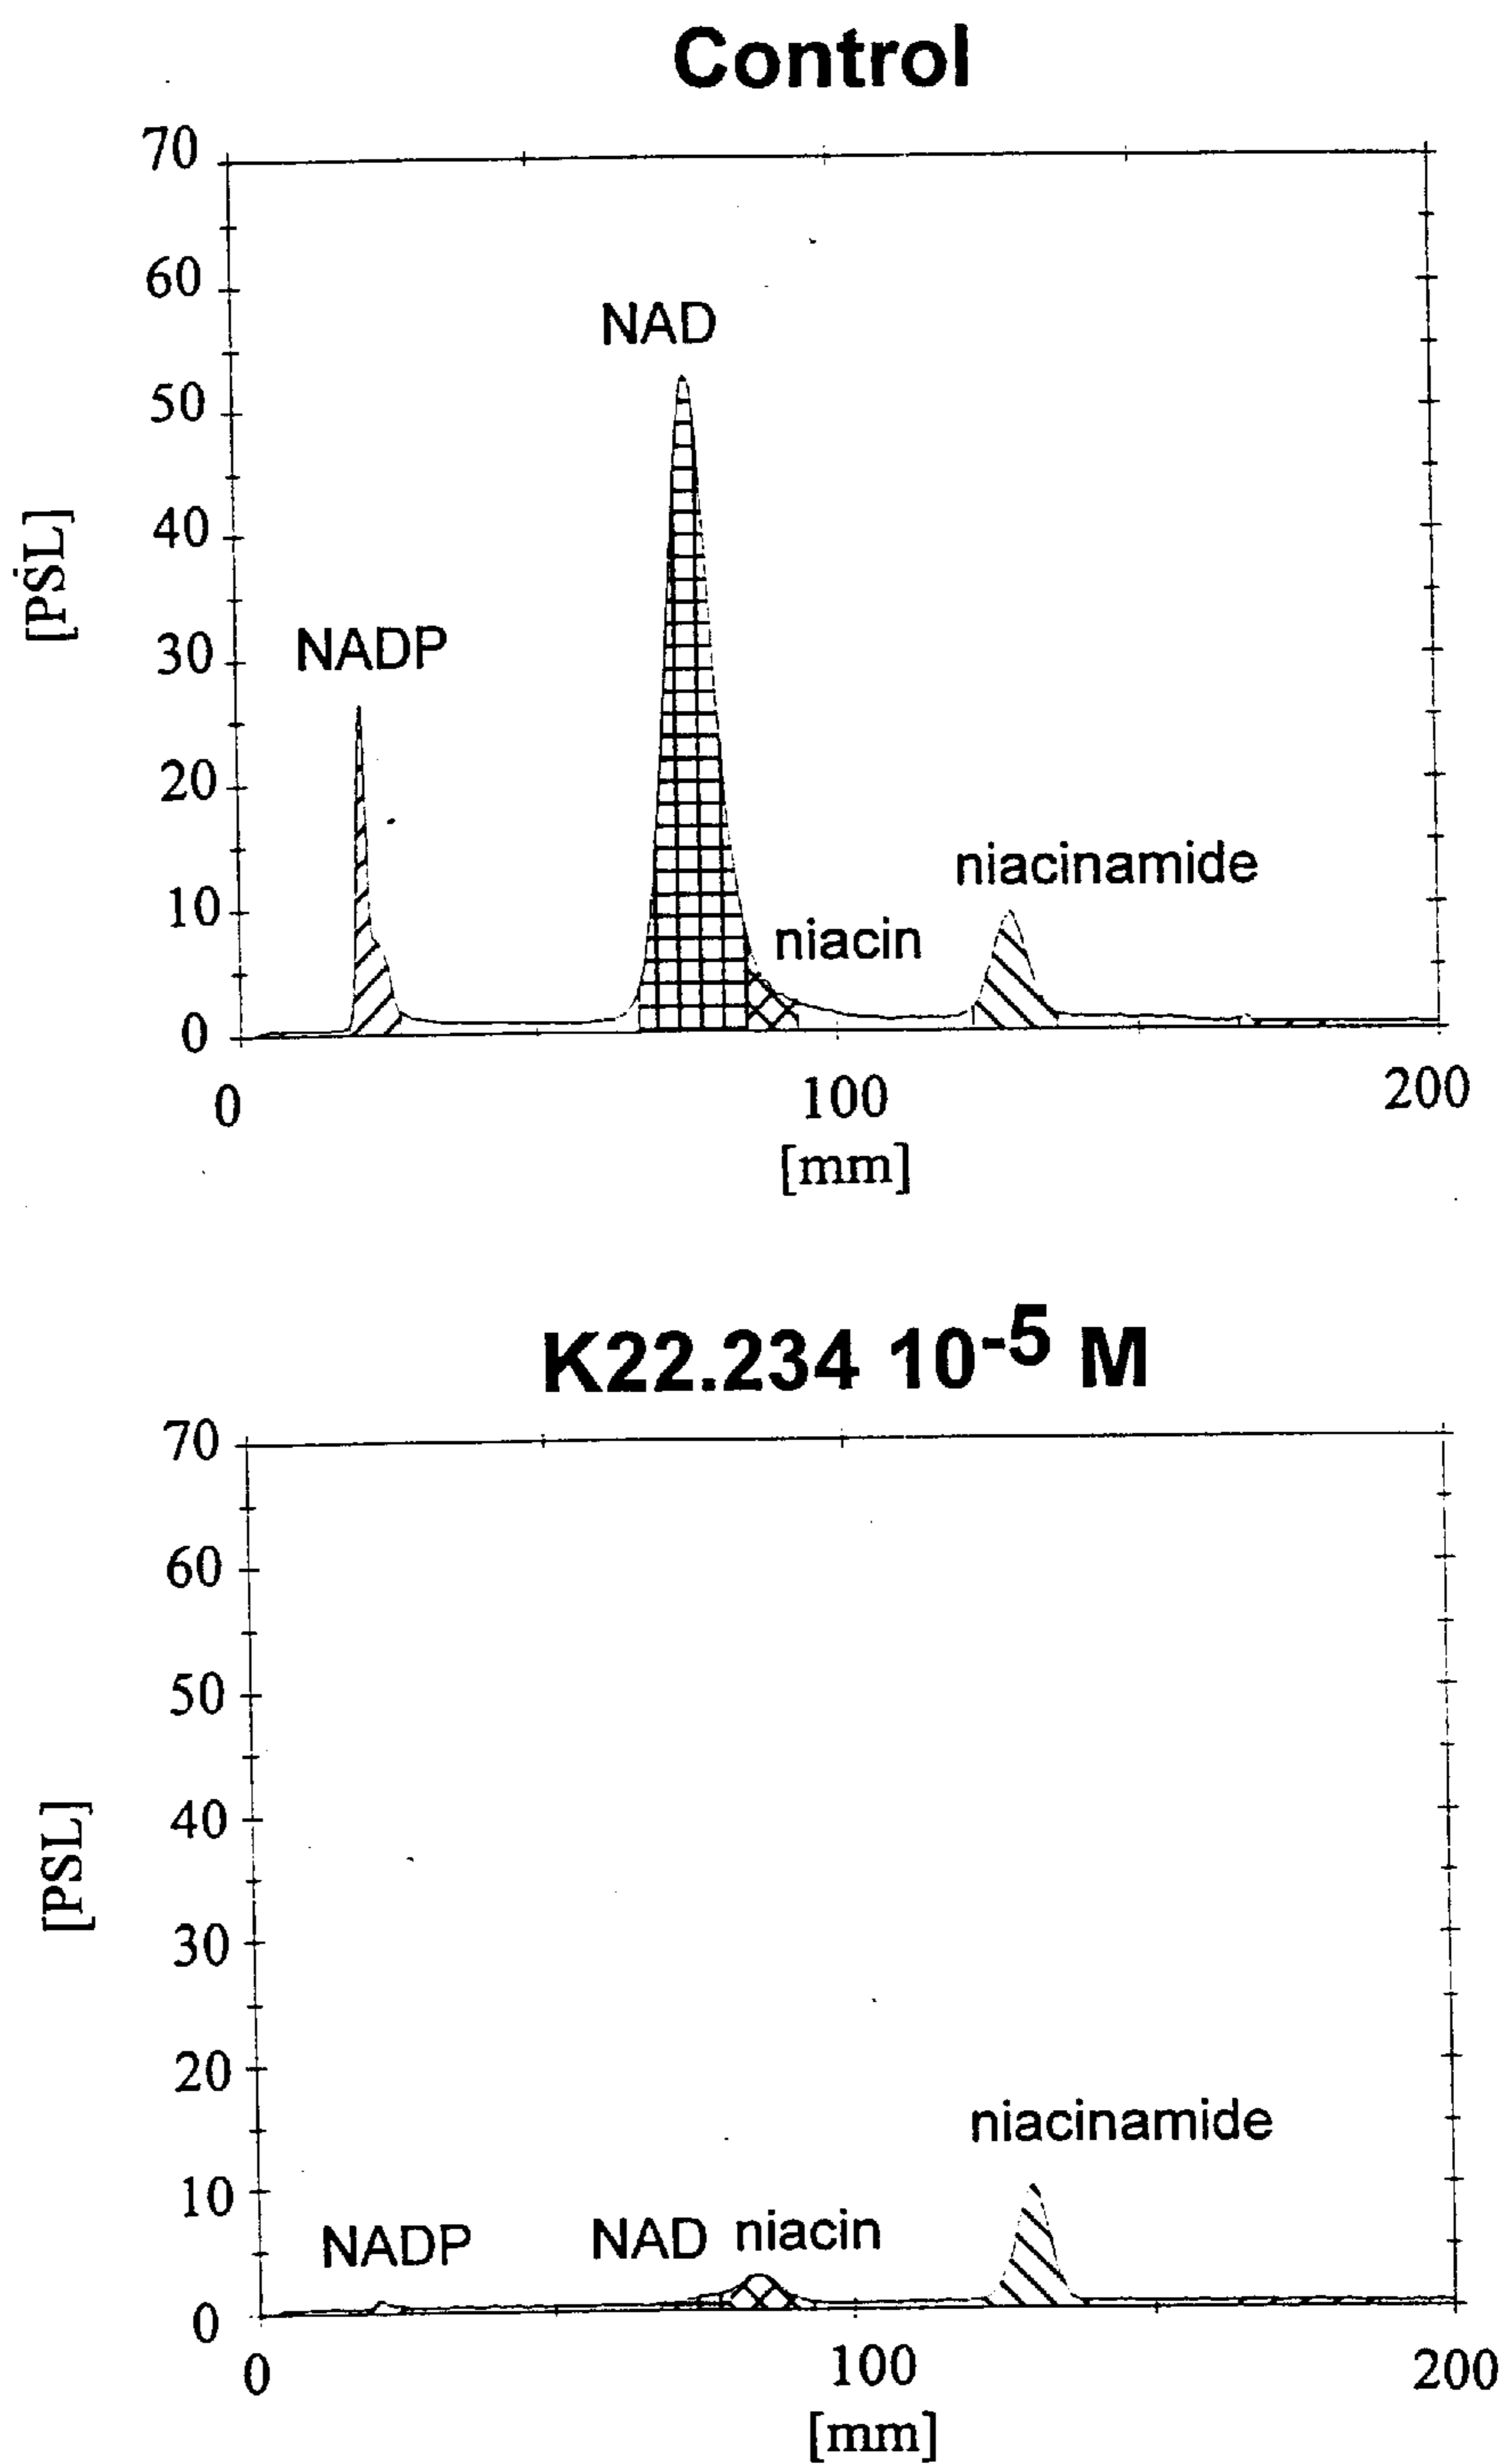 Control
70
60
50
40
30
20
10
0
[PSL]
NADP
NAD
niacin
niacinamide
0 100 200
[mm]
K22.234 10-5 M
70
60
50
40
30
20
10
0
[PSL]
NADP NAD niacin
niacinamide
0 100 200
[mm]